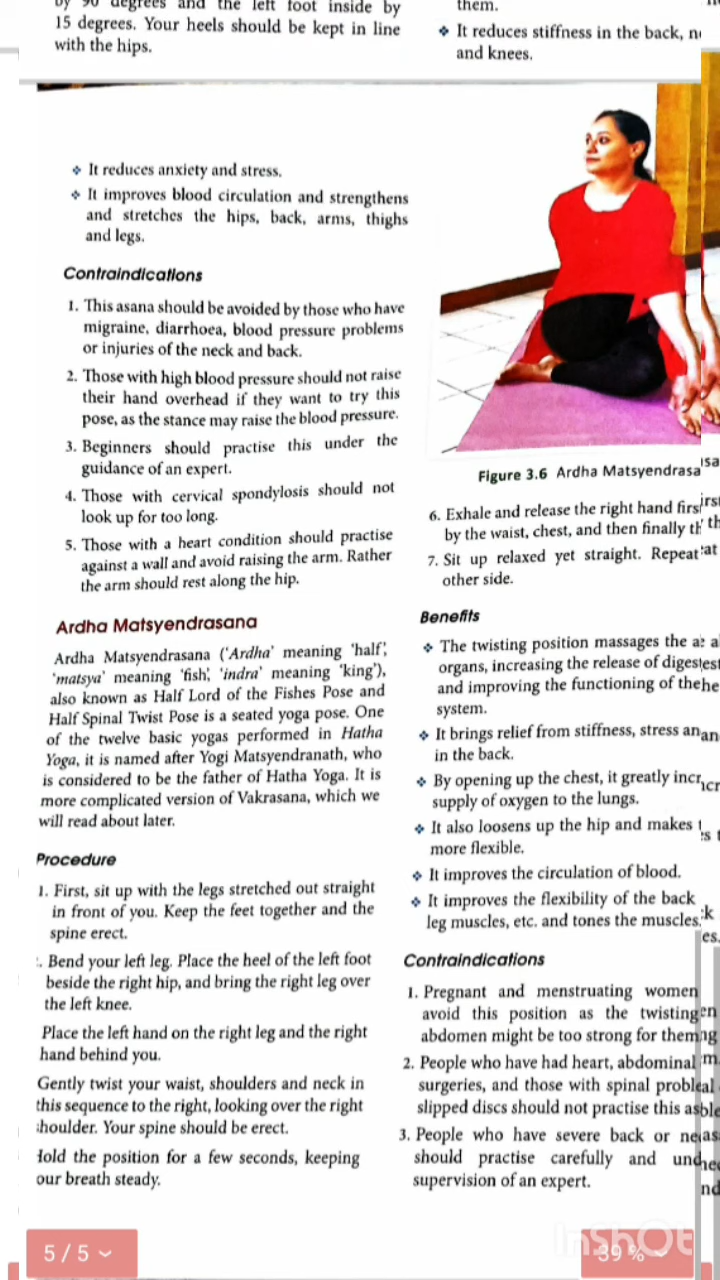 by 90 degrees and the left foot inside by
15 degrees. Your heels should be kept in line
with the hips.
them.
❖ It reduces stiffness in the back,
and knees.
❖ It reduces anxiety and stress.
❖ It improves blood circulation and strengthens
and stretches the hips, back, arms, thighs
and legs.
Contraindications
1. This asana should be avoided by those who have
migraine, diarrhoea, blood pressure problems
or injuries of the neck and back.
2. Those with high blood pressure should not raise
their hand overhead if they want to try this
pose, as the stance may raise the blood pressure.
3. Beginners should practise this under the
guidance of an expert.
4. Those with cervical spondylosis should not
look up for too long.
5. Those with a heart condition should practise
against a wall and avoid raising the arm. Rather
the arm should rest along the hip.
Ardha Matsyendrasana
Ardha Matsyendrasana ('Ardha' meaning 'half',
'matsya' meaning 'fish', 'indra' meaning 'king'),
also known as Half Lord of the Fishes Pose and
Half Spinal Twist Pose is a seated yoga pose. One
of the twelve basic yogas performed in Hatha
Yoga, it is named after Yogi Matsyendranath, who
is considered to be the father of Hatha Yoga. It is
more complicated version of Vakrasana, which we
will read about later.
Procedure
1. First, sit up with the legs stretched out straight
in front of you. Keep the feet together and the
spine erect.
. Bend your left leg. Place the heel of the left foot
beside the right hip, and bring the right leg over
the left knee.
Place the left hand on the right leg and the right
hand behind you.
Gently twist your waist, shoulders and neck in
this sequence to the right, looking over the right
shoulder. Your spine should be erect.
Hold the position for a few seconds, keeping
our breath steady.
Figure 3.6 Ardha Matsyendrasa
6. Exhale and release the right hand first
by the waist, chest, and then finally th
7. Sit up relaxed yet straight. Repeat at
other side.
Benefits
❖ The twisting position massages the a
organs, increasing the release of digest
and improving the functioning of the
system.
❖ It brings relief from stiffness, stress an
in the back.
❖ By opening up the chest, it greatly incr
supply of oxygen to the lungs.
❖ It also loosens up the hip and makes t
more flexible.
❖ It improves the circulation of blood.
❖ It improves the flexibility of the back
leg muscles, etc. and tones the muscles.
Contraindications
1. Pregnant and menstruating women
avoid this position as the twisting
abdomen might be too strong for them
2. People who have had heart, abdominal
surgeries, and those with spinal probl
slipped discs should not practise this as
3. People who have severe back or ne
should practise carefully and und
supervision of an expert.
5 / 5
39 %
InShOt